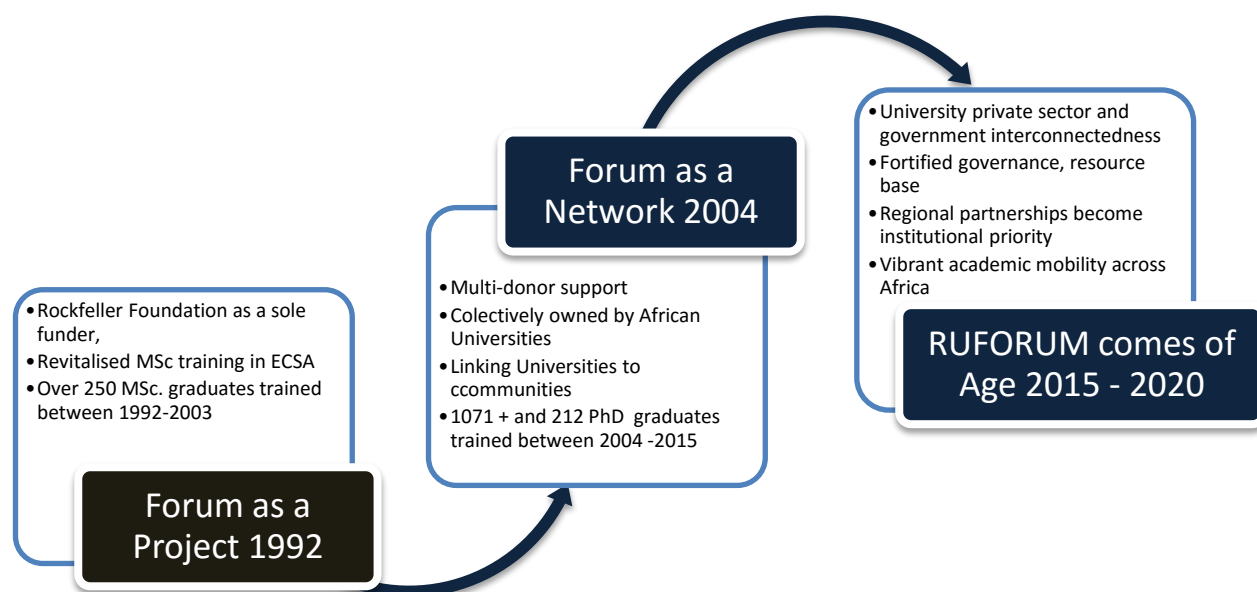 • Rockfeller Foundation as a sole
funder,
• Revitalised MSc training in ECSA
• Over 250 MSc. graduates trained
between 1992-2003
Forum as a
Project 1992
Forum as a
Network 2004
• Multi-donor support
• Colectively owned by African
Universities
• Linking Universities to
ccommunities
• 1071 + and 212 PhD graduates
trained between 2004 -2015
• University private sector and
government interconnectedness
• Fortified governance, resource
base
• Regional partnerships become
institutional priority
• Vibrant academic mobility across
Africa
RUFORUM comes of
Age 2015 - 2020